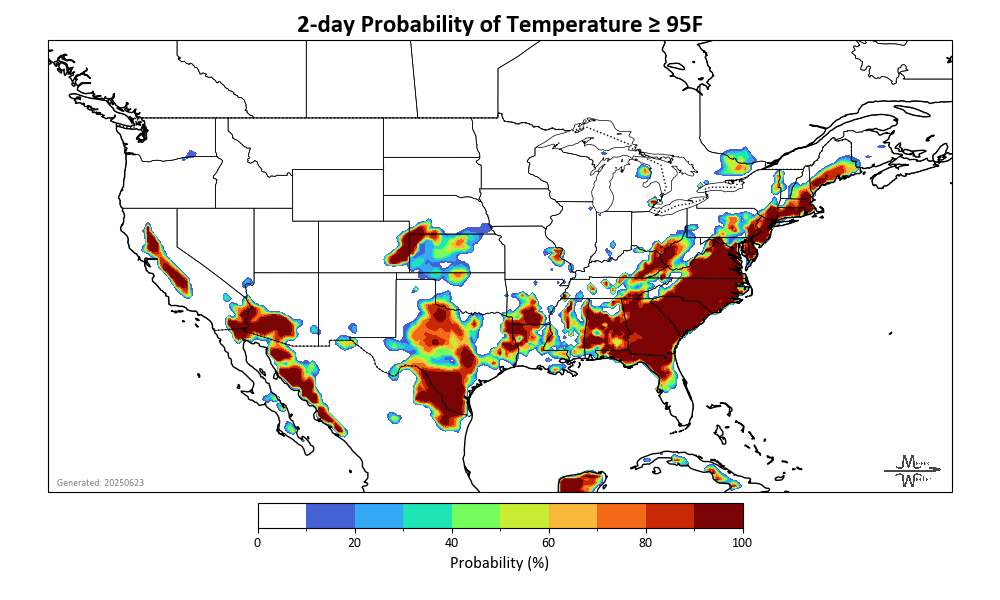 2-day Probability of Temperature ≥ 95F
Generated: 20250623
0 20 40 60 80 100
Probability (%)